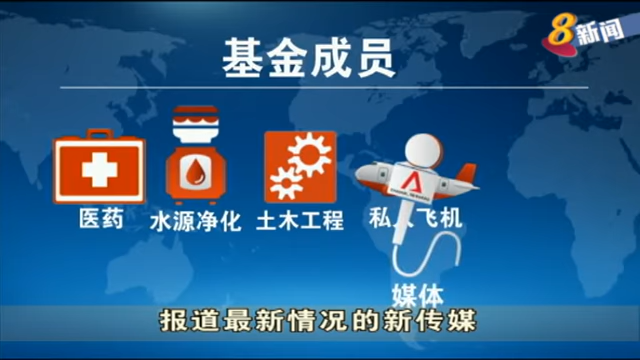 8新闻
基金成员
医药
水源净化
土木工程
私人飞机
媒体
报道最新情况的新传媒